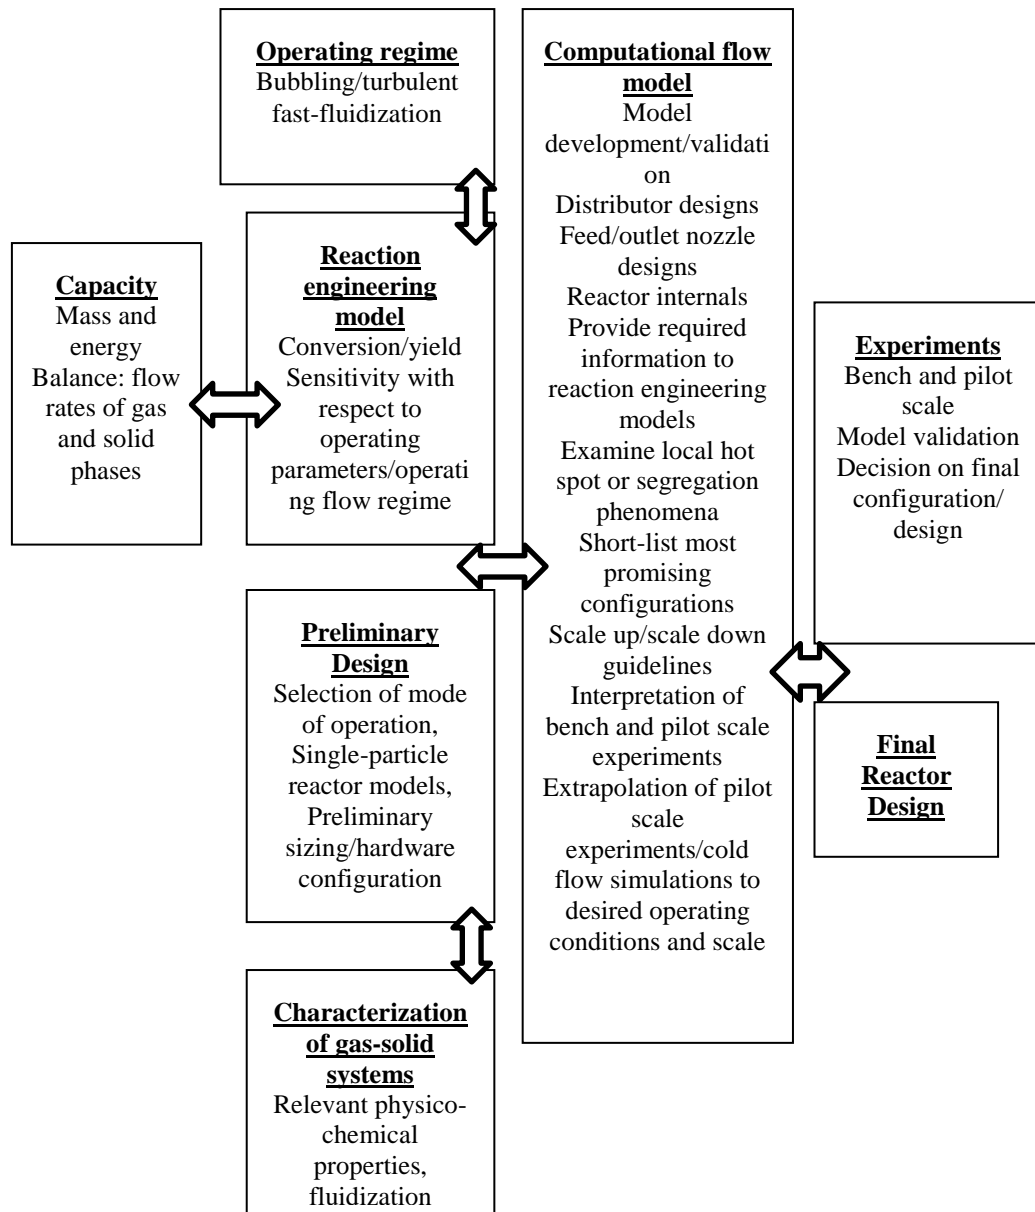 Operating regime
Bubbling/turbulent
fast-fluidization
Computational flow
model
Model
development/validati
on
Distributor designs
Feed/outlet nozzle
designs
Reactor internals
Provide required
information to
reaction engineering
models
Examine local hot
spot or segregation
phenomena
Short-list most
promising
configurations
Scale up/scale down
guidelines
Interpretation of
bench and pilot scale
experiments
Extrapolation of pilot
scale
experiments/cold
flow simulations to
desired operating
conditions and scale
Capacity
Mass and
energy
Balance: flow
rates of gas
and solid
phases
Reaction
engineering
model
Conversion/yield
Sensitivity with
respect to
operating
parameters/operati
ng flow regime
Experiments
Bench and pilot
scale
Model validation
Decision on final
configuration/
design
Preliminary
Design
Selection of mode
of operation,
Single-particle
reactor models,
Preliminary
sizing/hardware
configuration
Final
Reactor
Design
Characterization
of gas-solid
systems
Relevant physico-
chemical
properties,
fluidization